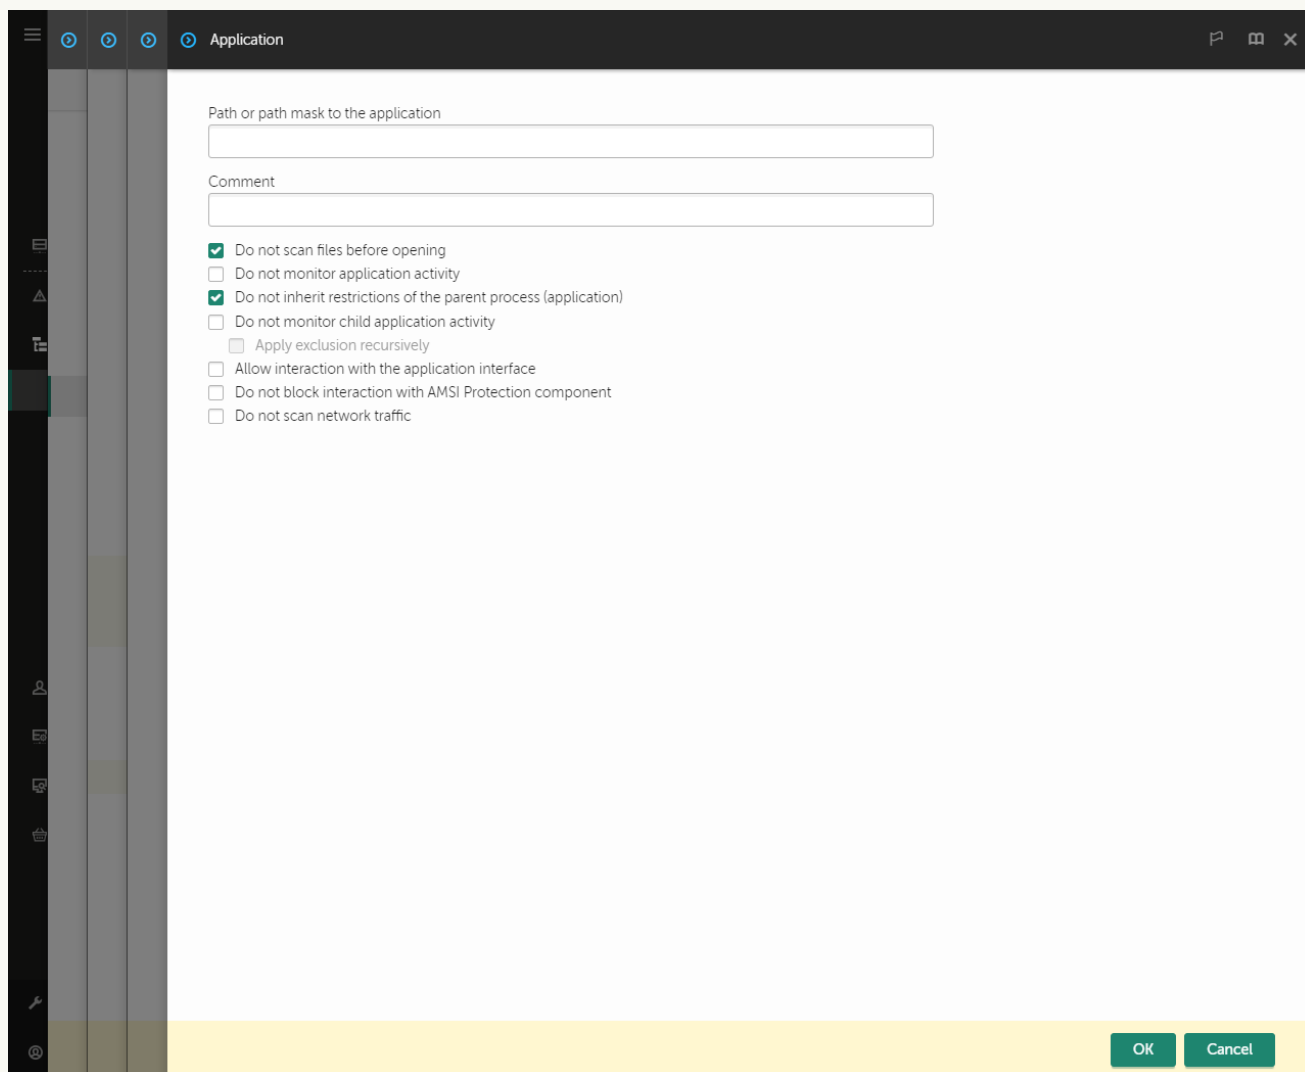 Application
Path or path mask to the application
Comment
Do not scan files before opening
Do not monitor application activity
Do not inherit restrictions of the parent process (application)
Do not monitor child application activity
Apply exclusion recursively
Allow interaction with the application interface
Do not block interaction with AMSI Protection component
Do not scan network traffic
OK
Cancel